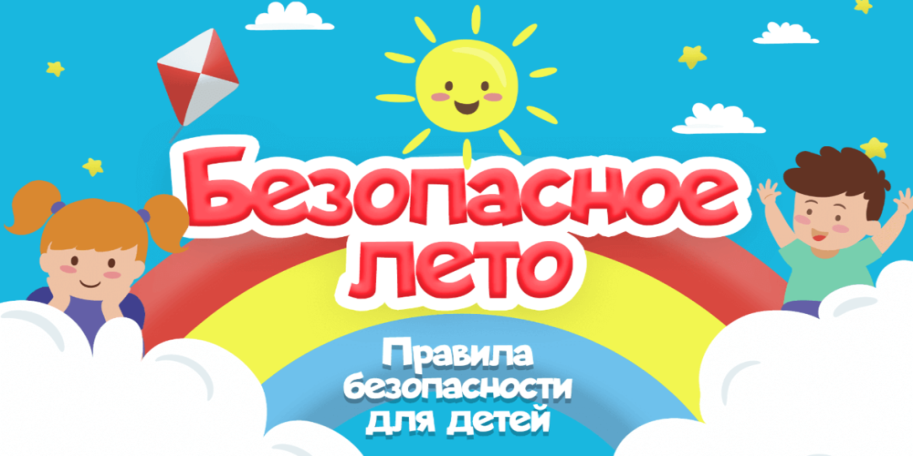 Безопасное
лето
Правила
безопасности
для детей